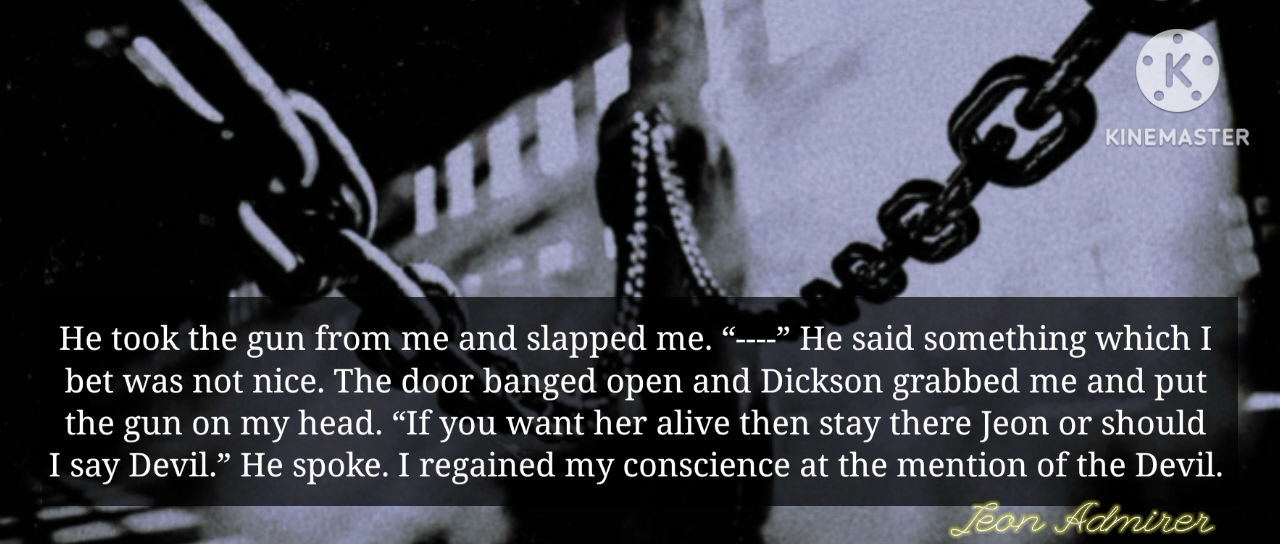 K
KINEMASTER
He took the gun from me and slapped me. “----” He said something which I
bet was not nice. The door banged open and Dickson grabbed me and put
the gun on my head. “If you want her alive then stay there Jeon or should
I say Devil.” He spoke. I regained my conscience at the mention of the Devil.
Jeon Admirer